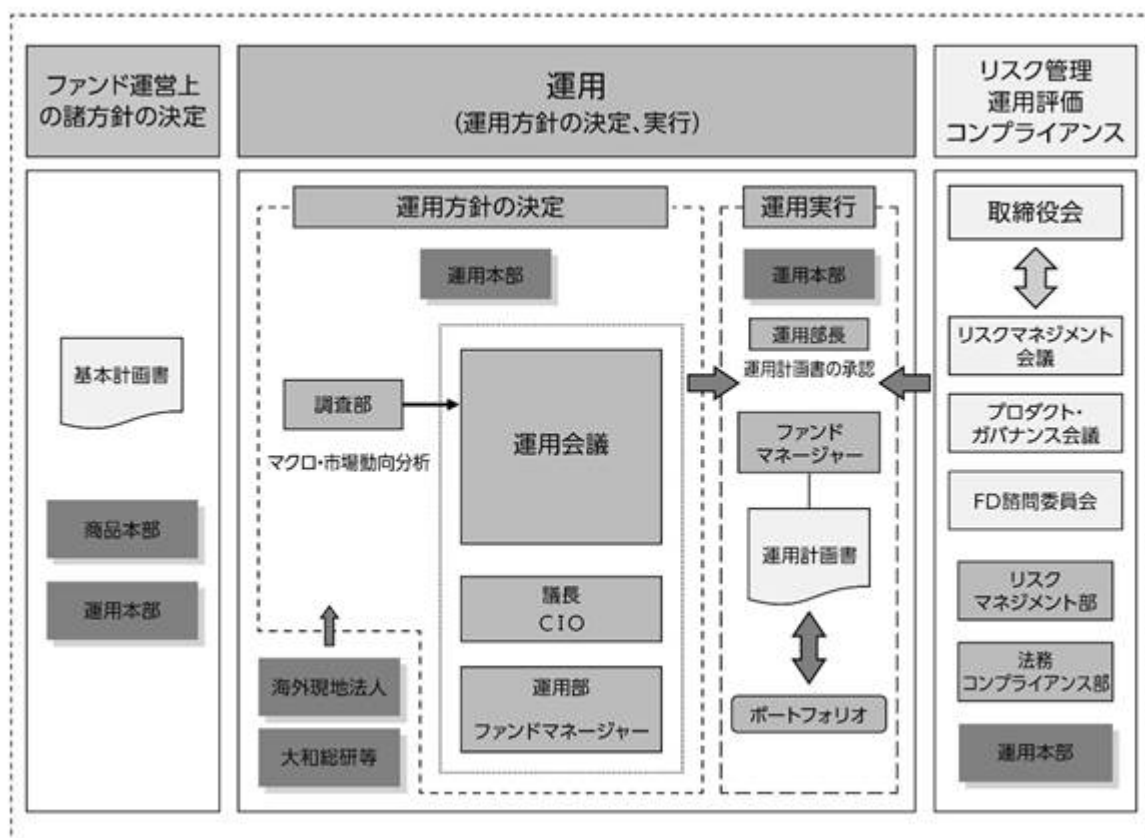 ファンド運営上
の諸方針の決定
運用
(運用方針の決定、実行)
リスク管理
運用評価
コンプライアンス
基本計画書
商品本部
運用本部
運用方針の決定
運用本部
調査部
マクロ・市場動向分析
運用会議
議長
CIO
運用部
ファンドマネージャー
海外現地法人
大和総研等
運用実行
運用本部
運用部長
運用計画書の承認
ファンド
マネージャー
運用計画書
ポートフォリオ
取締役会
リスクマネジメント
会議
プロダクト・
ガバナンス会議
FD諮問委員会
リスク
マネジメント部
法務
コンプライアンス部
運用本部